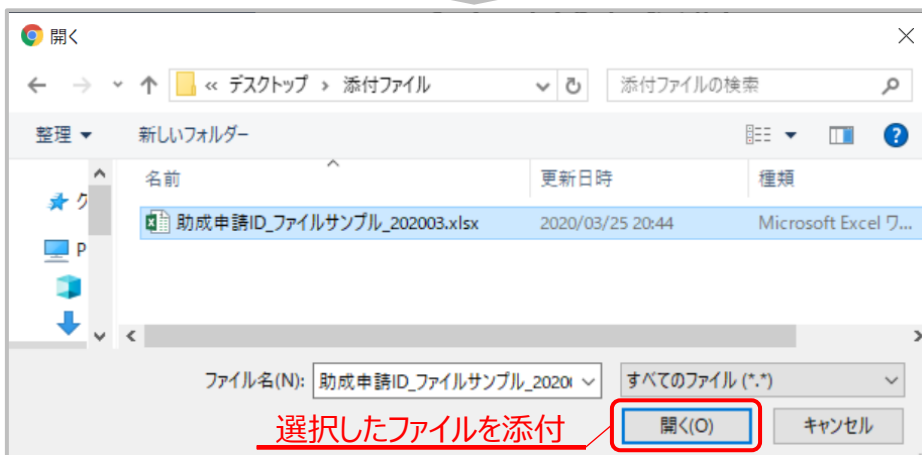 開く
« デスクトップ › 添付ファイル
添付ファイルの検索
整理
新しいフォルダー
名前
更新日時
種類
ク
P
助成申請ID_ファイルサンプル_202003.xlsx
2020/03/25 20:44
Microsoft Excel ワ...
ファイル名(N):
助成申請ID_ファイルサンプル_2020
すべてのファイル (*.*)
選択したファイルを添付
開く(O)
キャンセル